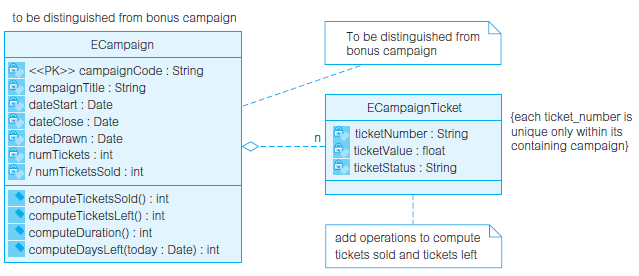 to be distinguished from bonus campaign
ECampaign
<<PK>> campaignCode : String
campaignTitle : String
dateStart : Date
dateClose : Date
dateDrawn : Date
numTickets : int
/ numTicketsSold : int
computeTicketsSold() : int
computeTicketsLeft() : int
computeDuration() : int
computeDaysLeft(today : Date) : int
To be distinguished from
bonus campaign
n
ECampaignTicket
ticketNumber : String
ticketValue : float
ticketStatus : String
{each ticket_number is
unique only within its
containing campaign}
add operations to compute
tickets sold and tickets left